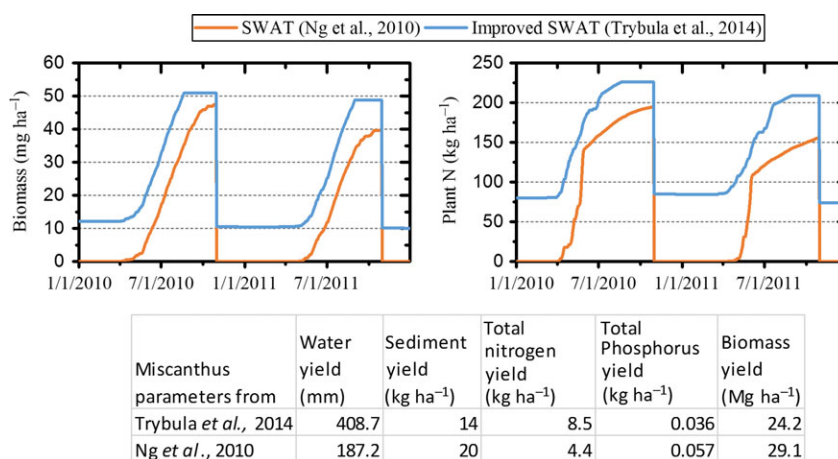 SWAT (Ng et al., 2010) Improved SWAT (Trybula et al., 2014)
Biomass (mg ha⁻¹)
60
50
40
30
20
10
0
1/1/2010 7/1/2010 1/1/2011 7/1/2011
Plant N (kg ha⁻¹)
250
200
150
100
50
0
1/1/2010 7/1/2010 1/1/2011 7/1/2011
Miscanthus parameters from
Water yield (mm)
Sediment yield (kg ha⁻¹)
Total nitrogen yield (kg ha⁻¹)
Total Phosphorus yield (kg ha⁻¹)
Biomass yield (Mg ha⁻¹)
Trybula et al., 2014 408.7 14 8.5 0.036 24.2
Ng et al., 2010 187.2 20 4.4 0.057 29.1